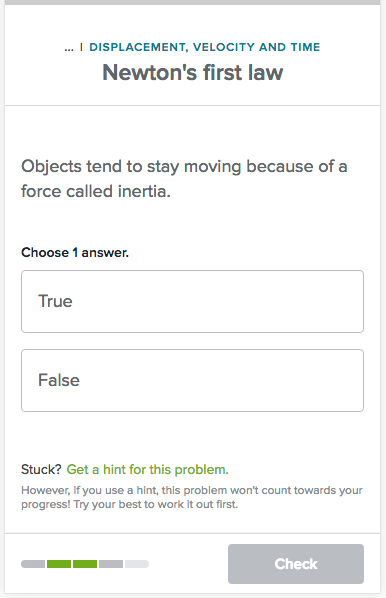 ... | DISPLACEMENT, VELOCITY AND TIME
Newton's first law
Objects tend to stay moving because of a
force called inertia.
Choose 1 answer.
True
False
Stuck? Get a hint for this problem.
However, if you use a hint, this problem won't count towards your
progress! Try your best to work it out first.
Check